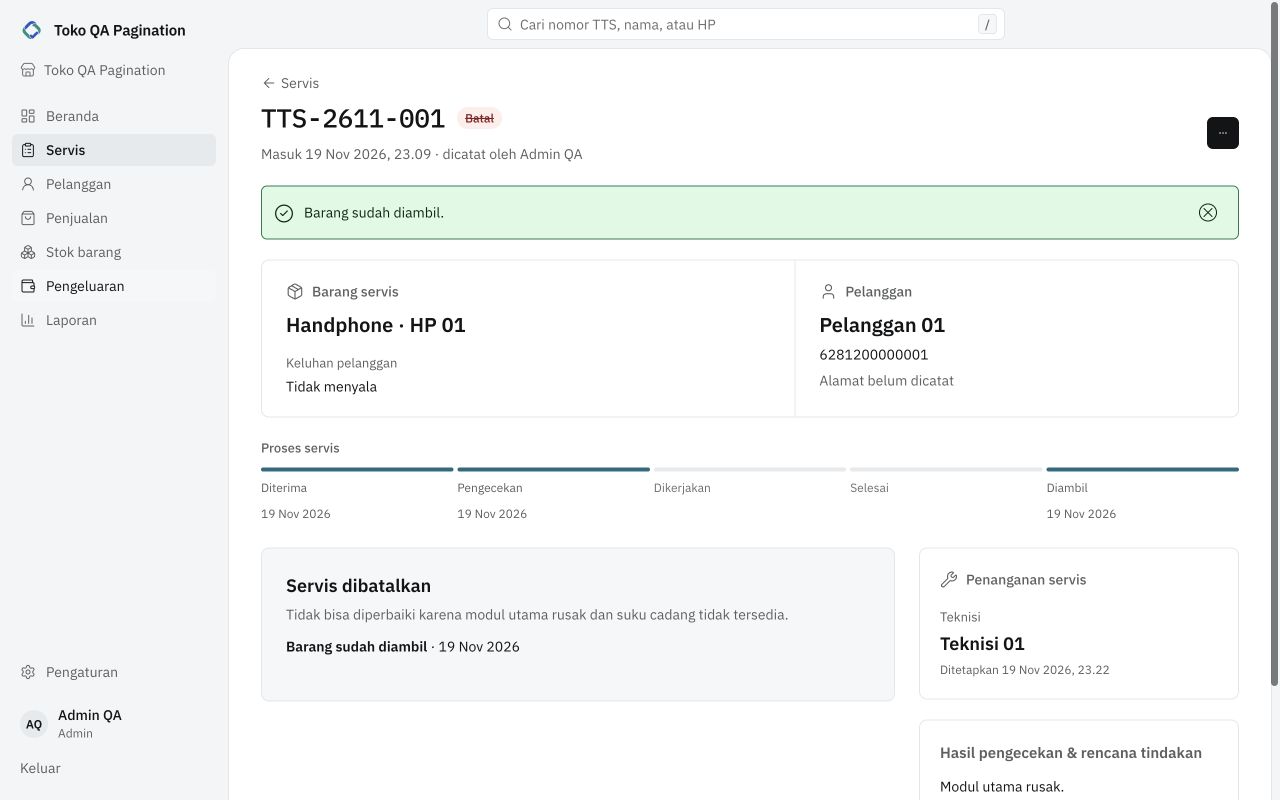 Toko QA Pagination
Cari nomor TTS, nama, atau HP
/
Toko QA Pagination
Beranda
Servis
Pelanggan
Penjualan
Stok barang
Pengeluaran
Laporan
Pengaturan
AQ
Admin QA
Admin
Keluar
Servis
TTS-2611-001
Batal
Masuk 19 Nov 2026, 23.09 · dicatat oleh Admin QA
...
Barang sudah diambil.
Barang servis
Handphone · HP 01
Keluhan pelanggan
Tidak menyala
Pelanggan
Pelanggan 01
6281200000001
Alamat belum dicatat
Proses servis
Diterima
19 Nov 2026
Pengecekan
19 Nov 2026
Dikerjakan
Selesai
Diambil
19 Nov 2026
Servis dibatalkan
Tidak bisa diperbaiki karena modul utama rusak dan suku cadang tidak tersedia.
Barang sudah diambil · 19 Nov 2026
Penanganan servis
Teknisi
Teknisi 01
Ditetapkan 19 Nov 2026, 23.22
Hasil pengecekan & rencana tindakan
Modul utama rusak.